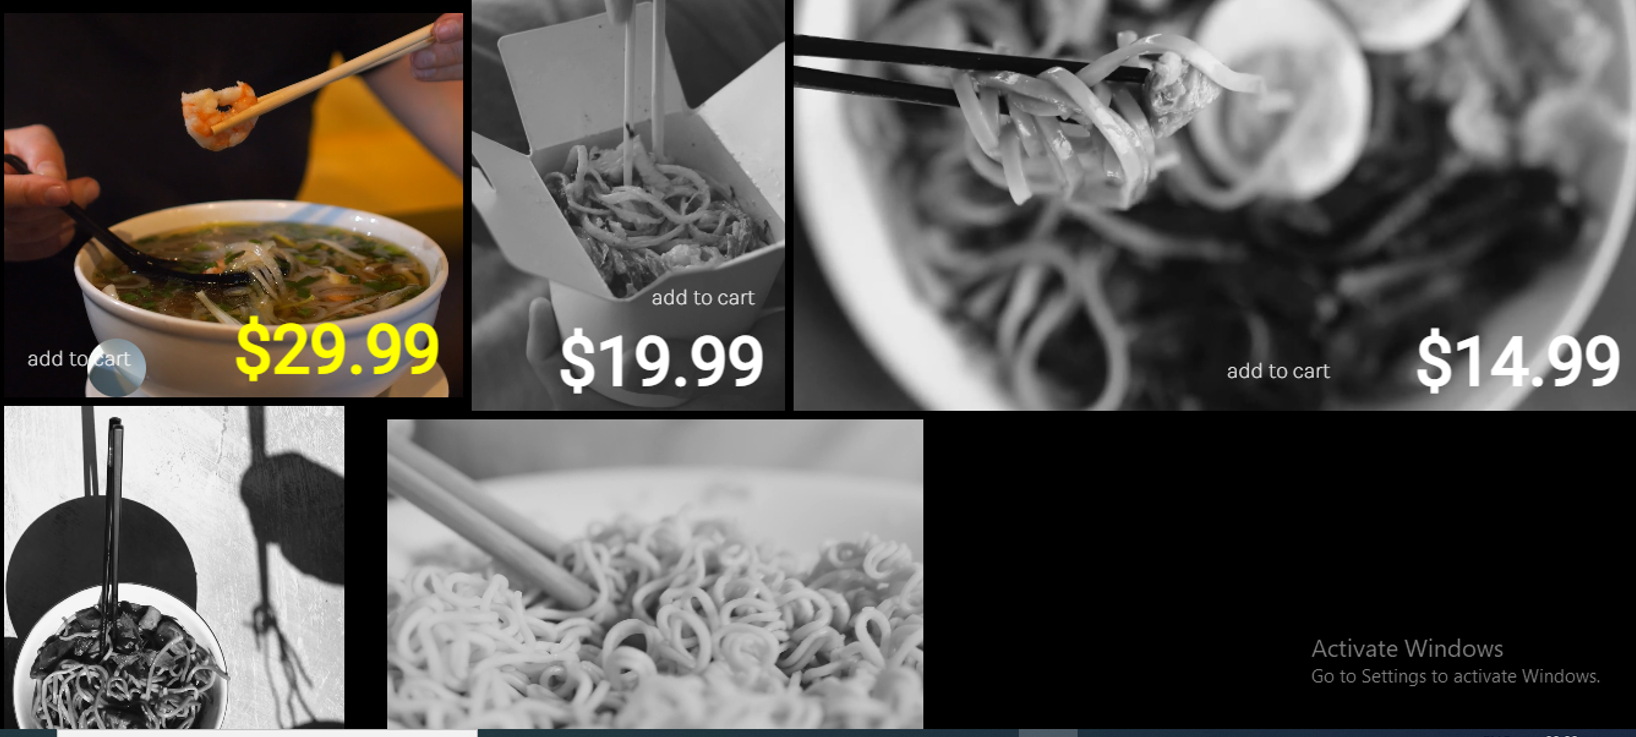 add to cart
$29.99
add to cart
$19.99
add to cart
$14.99
Activate Windows
Go to Settings to activate Windows.